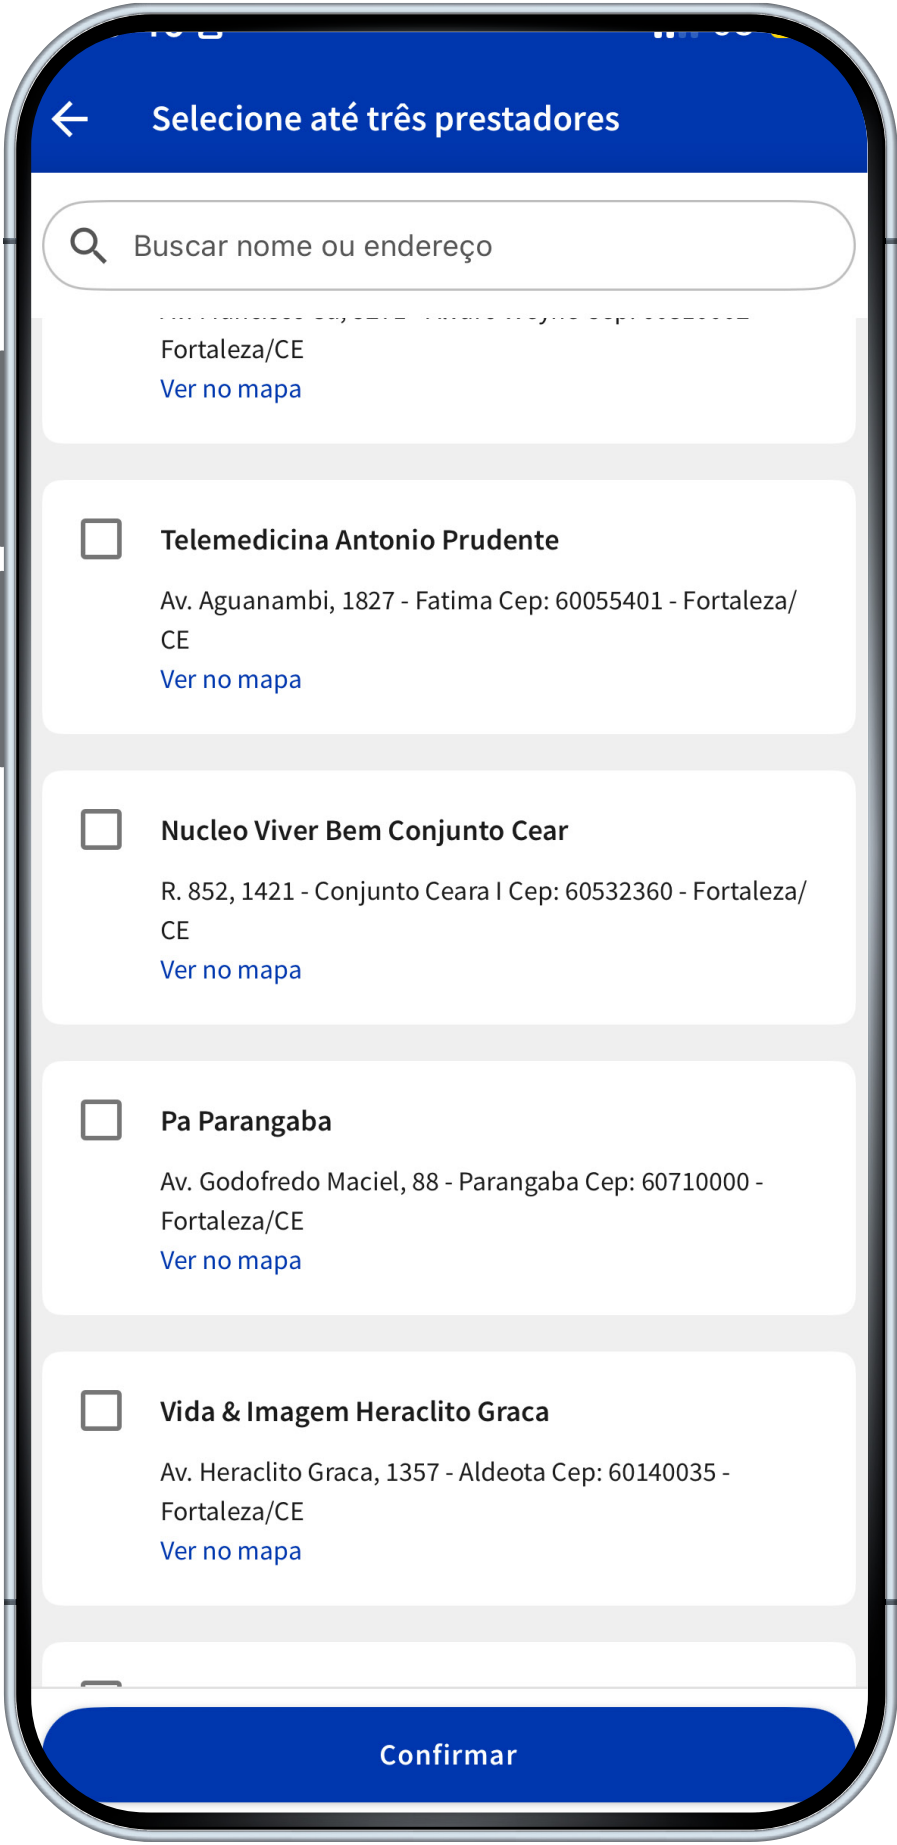 Selecione até três prestadores
Buscar nome ou endereço
Fortaleza/CE
Ver no mapa
Telemedicina Antonio Prudente
Av. Aguanambi, 1827 - Fatima Cep: 60055401 - Fortaleza/
CE
Ver no mapa
Nucleo Viver Bem Conjunto Cear
R. 852, 1421 - Conjunto Ceara I Cep: 60532360 - Fortaleza/
CE
Ver no mapa
Pa Parangaba
Av. Godofredo Maciel, 88 - Parangaba Cep: 60710000 -
Fortaleza/CE
Ver no mapa
Vida & Imagem Heraclito Graca
Av. Heraclito Graca, 1357 - Aldeota Cep: 60140035 -
Fortaleza/CE
Ver no mapa
Confirmar